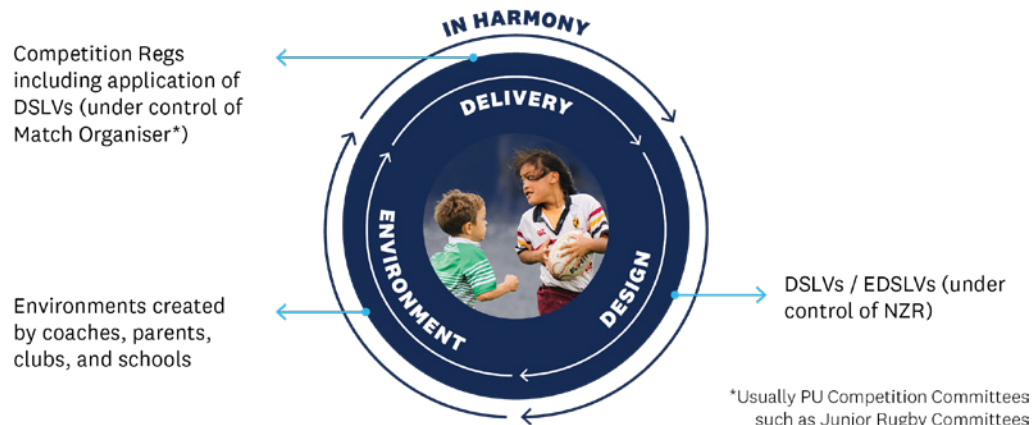 IN HARMONY
Competition Regs
including application of
DSLVs (under control of
Match Organiser*)
DELIVERY
ENVIRONMENT
DESIGN
Environments created
by coaches, parents,
clubs, and schools
DSLVs / EDSLVs (under
control of NZR)
*Usually PU Competition Committees
such as Junior Rugby Committees